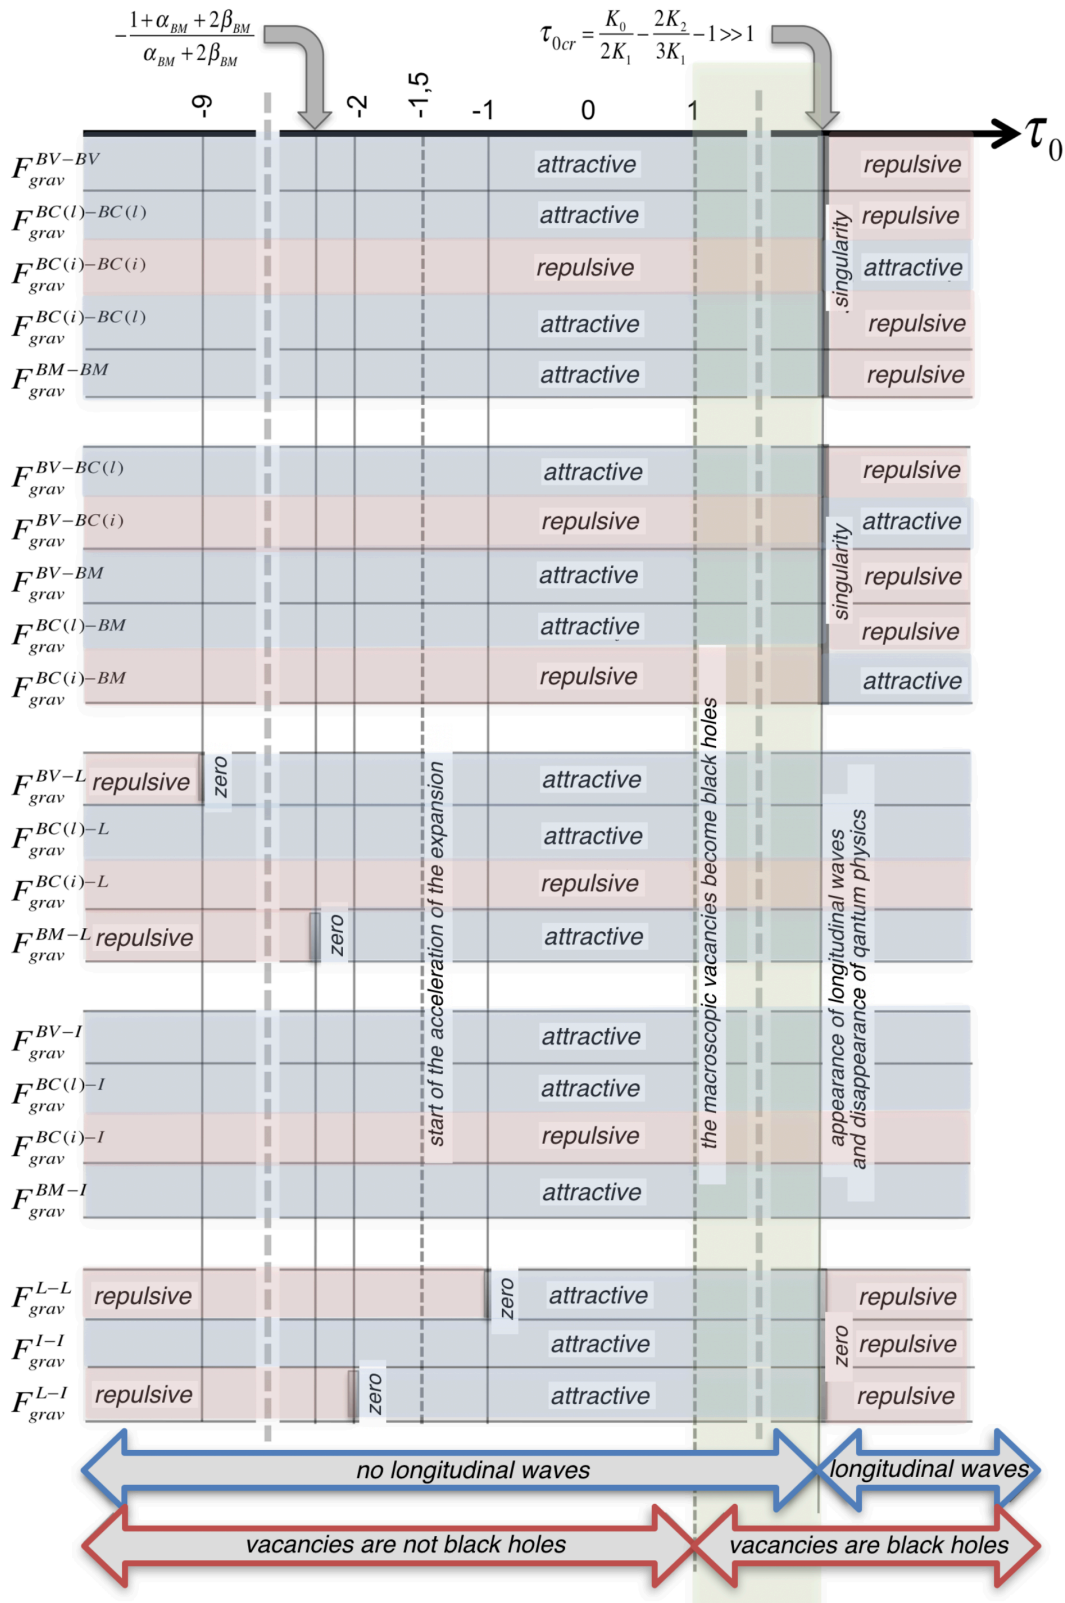 -(1+α_BM+2β_BM)/(α_BM+2β_BM)
τ_0cr = K_0/2K_1 - 2K_2/3K_1 - 1 >> 1
-9 -2 -1,5 -1 0 1
τ_0
F_grav^BV-BV attractive repulsive
F_grav^BC(l)-BC(l) attractive repulsive
F_grav^BC(i)-BC(i) repulsive attractive
F_grav^BC(i)-BC(l) attractive repulsive
F_grav^BM-BM attractive repulsive
singularity
F_grav^BV-BC(l) attractive repulsive
F_grav^BV-BC(i) repulsive attractive
F_grav^BV-BM attractive repulsive
F_grav^BC(l)-BM attractive repulsive
F_grav^BC(i)-BM repulsive attractive
singularity
F_grav^BV-L repulsive zero attractive
F_grav^BC(l)-L attractive
F_grav^BC(i)-L repulsive
F_grav^BM-L repulsive zero attractive
start of the acceleration of the expansion
the macroscopic vacancies become black holes
appearance of longitudinal waves
and disappearance of qantum physics
F_grav^BV-I attractive
F_grav^BC(l)-I attractive
F_grav^BC(i)-I repulsive
F_grav^BM-I attractive
F_grav^L-L repulsive zero attractive repulsive
F_grav^I-I attractive zero repulsive
F_grav^L-I repulsive zero attractive repulsive
no longitudinal waves longitudinal waves
vacancies are not black holes vacancies are black holes